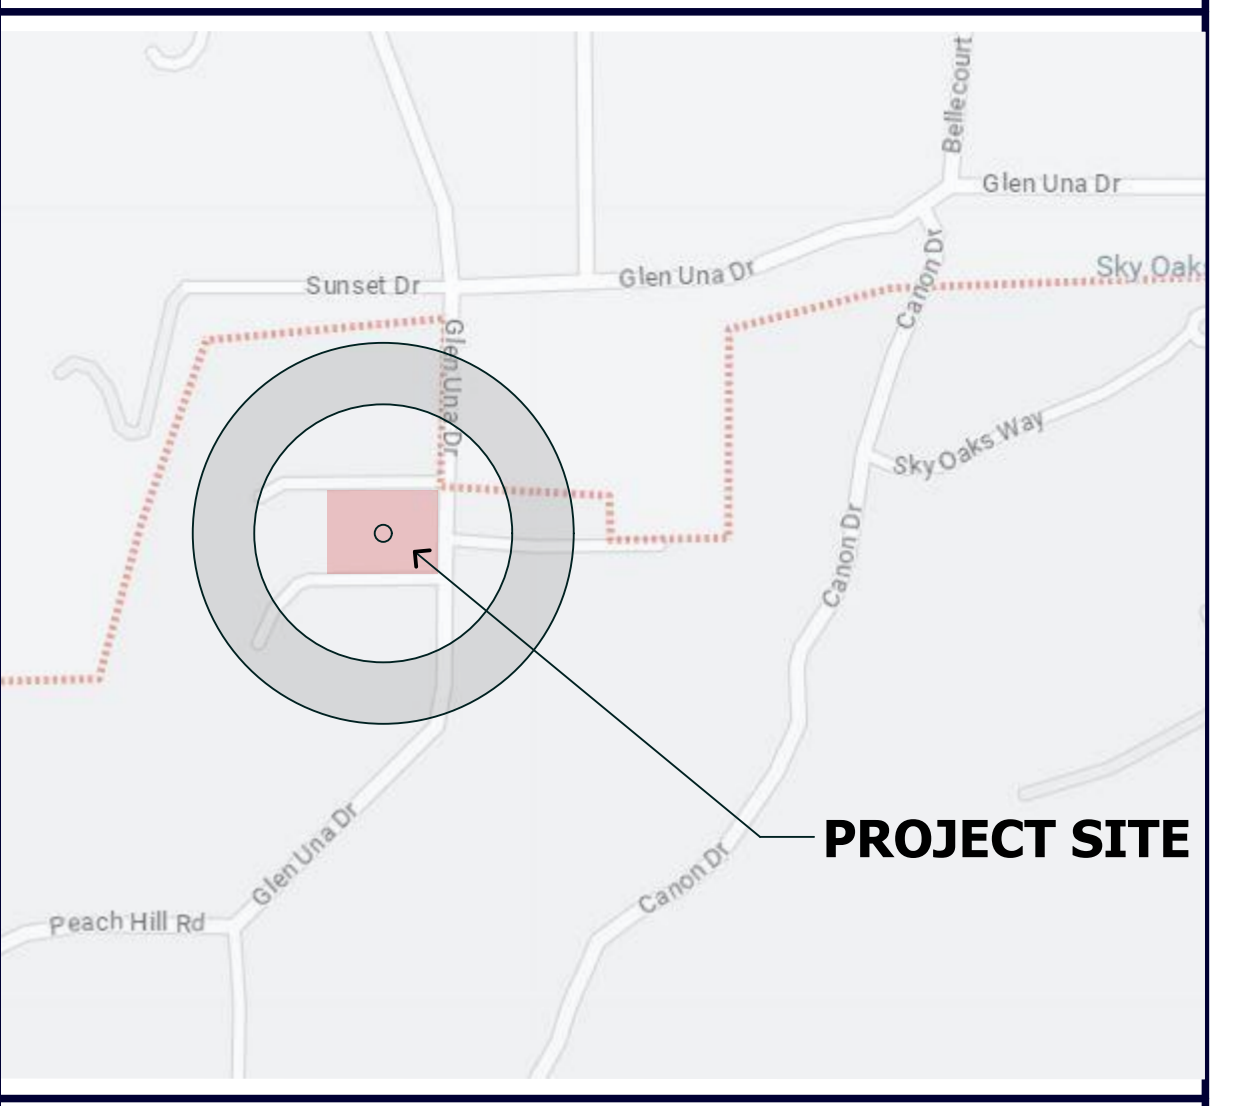 Bellecourt
Glen Una Dr
Canon Dr
Sky Oak
Glen Una Dr
Sunset Dr
Glen Una Dr
Sky Oaks Way
Canon Dr
PROJECT SITE
Glen Una Dr
Canon Dr
Peach Hill Rd